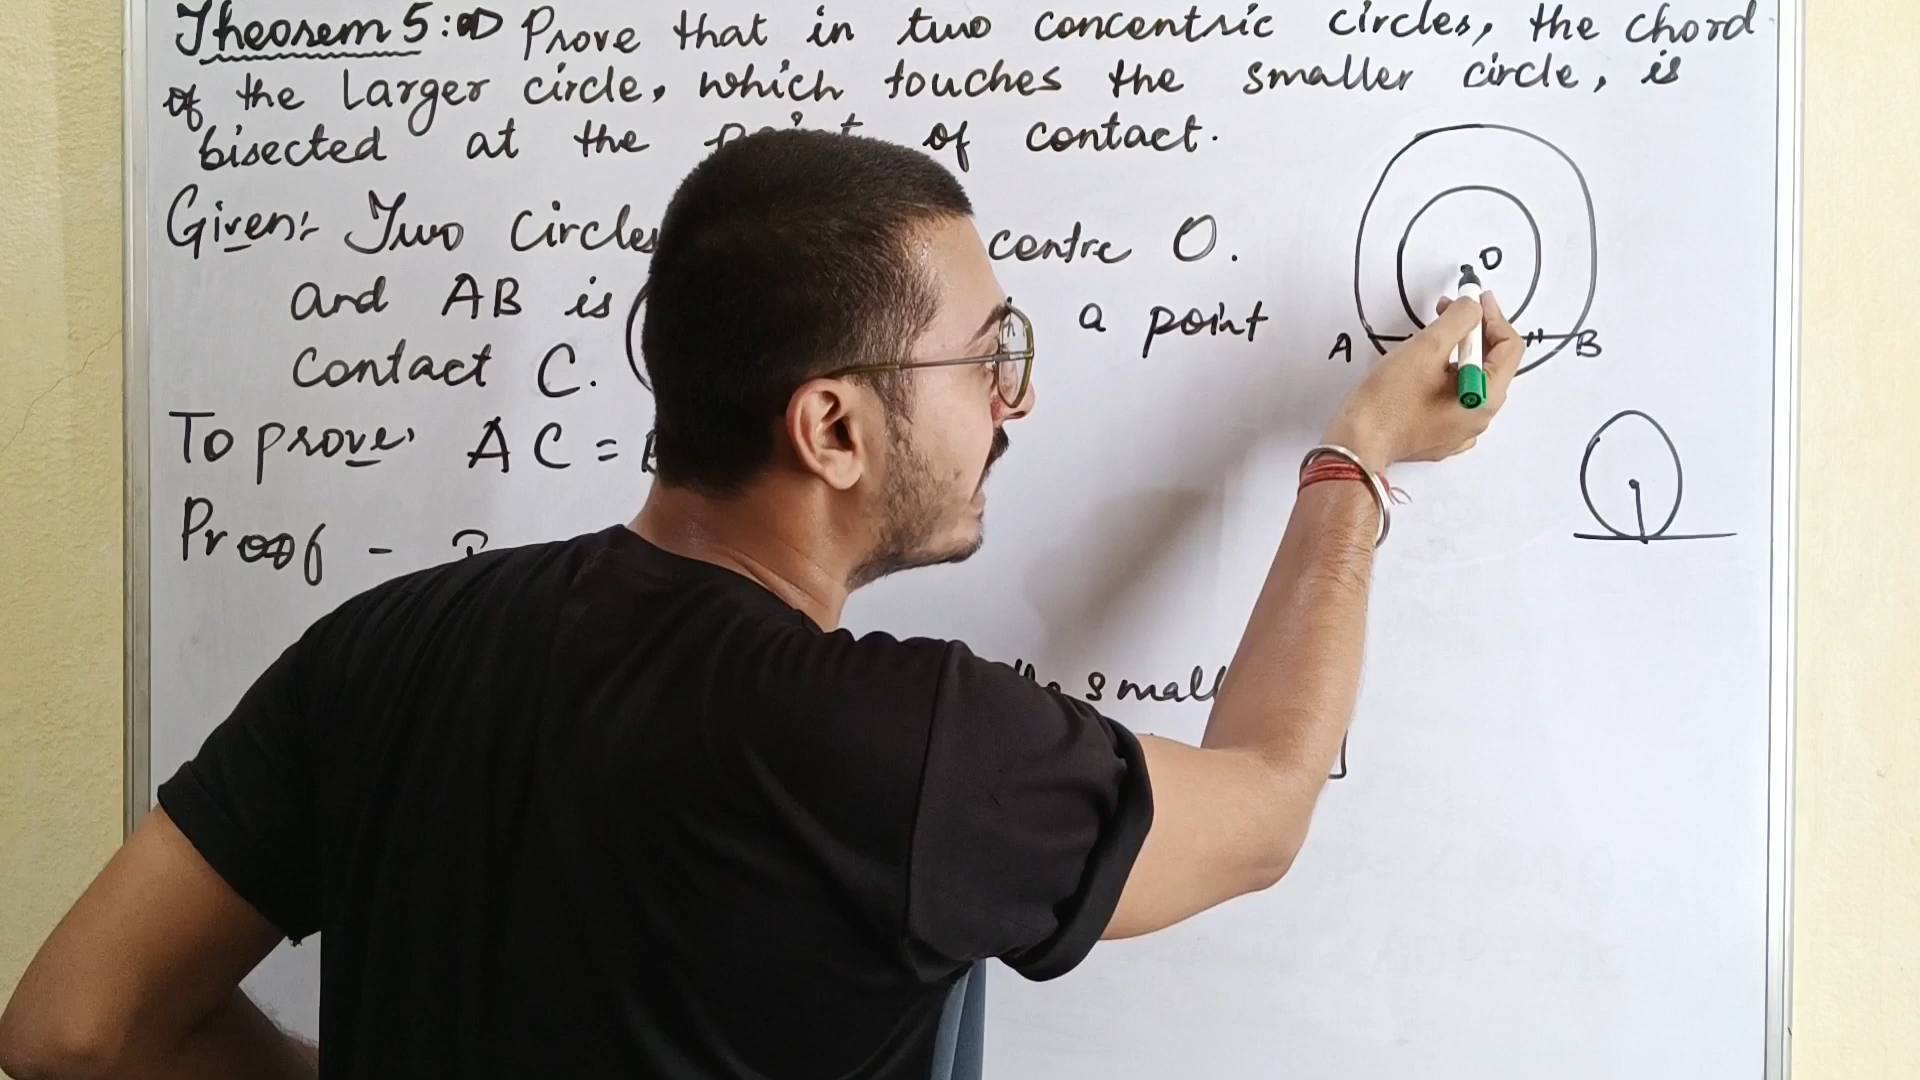 Theorem 5: Prove that in two concentric circles, the chord
of the larger circle, which touches the smaller circle, is
bisected at the of contact.
Given: Two circles centre O.
and AB is a point
contact C.
To prove: AC =
Proof -
small
O
A B